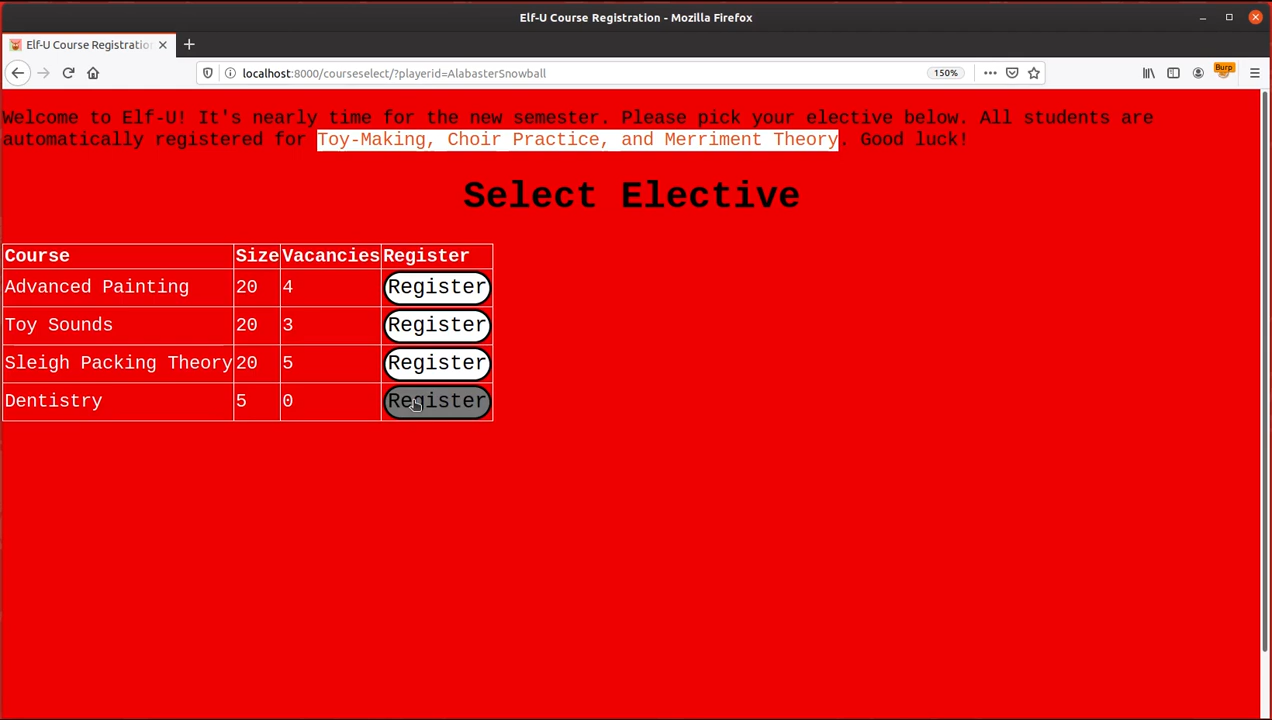 Elf-U Course Registration - Mozilla Firefox
Elf-U Course Registratio
localhost:8000/courseselect/?playerid=AlabasterSnowball
150%
Burp
Welcome to Elf-U! It's nearly time for the new semester. Please pick your elective below. All students are
automatically registered for Toy-Making, Choir Practice, and Merriment Theory. Good luck!
Select Elective
Course Size Vacancies Register
Advanced Painting 20 4 Register
Toy Sounds 20 3 Register
Sleigh Packing Theory 20 5 Register
Dentistry 5 0 Register